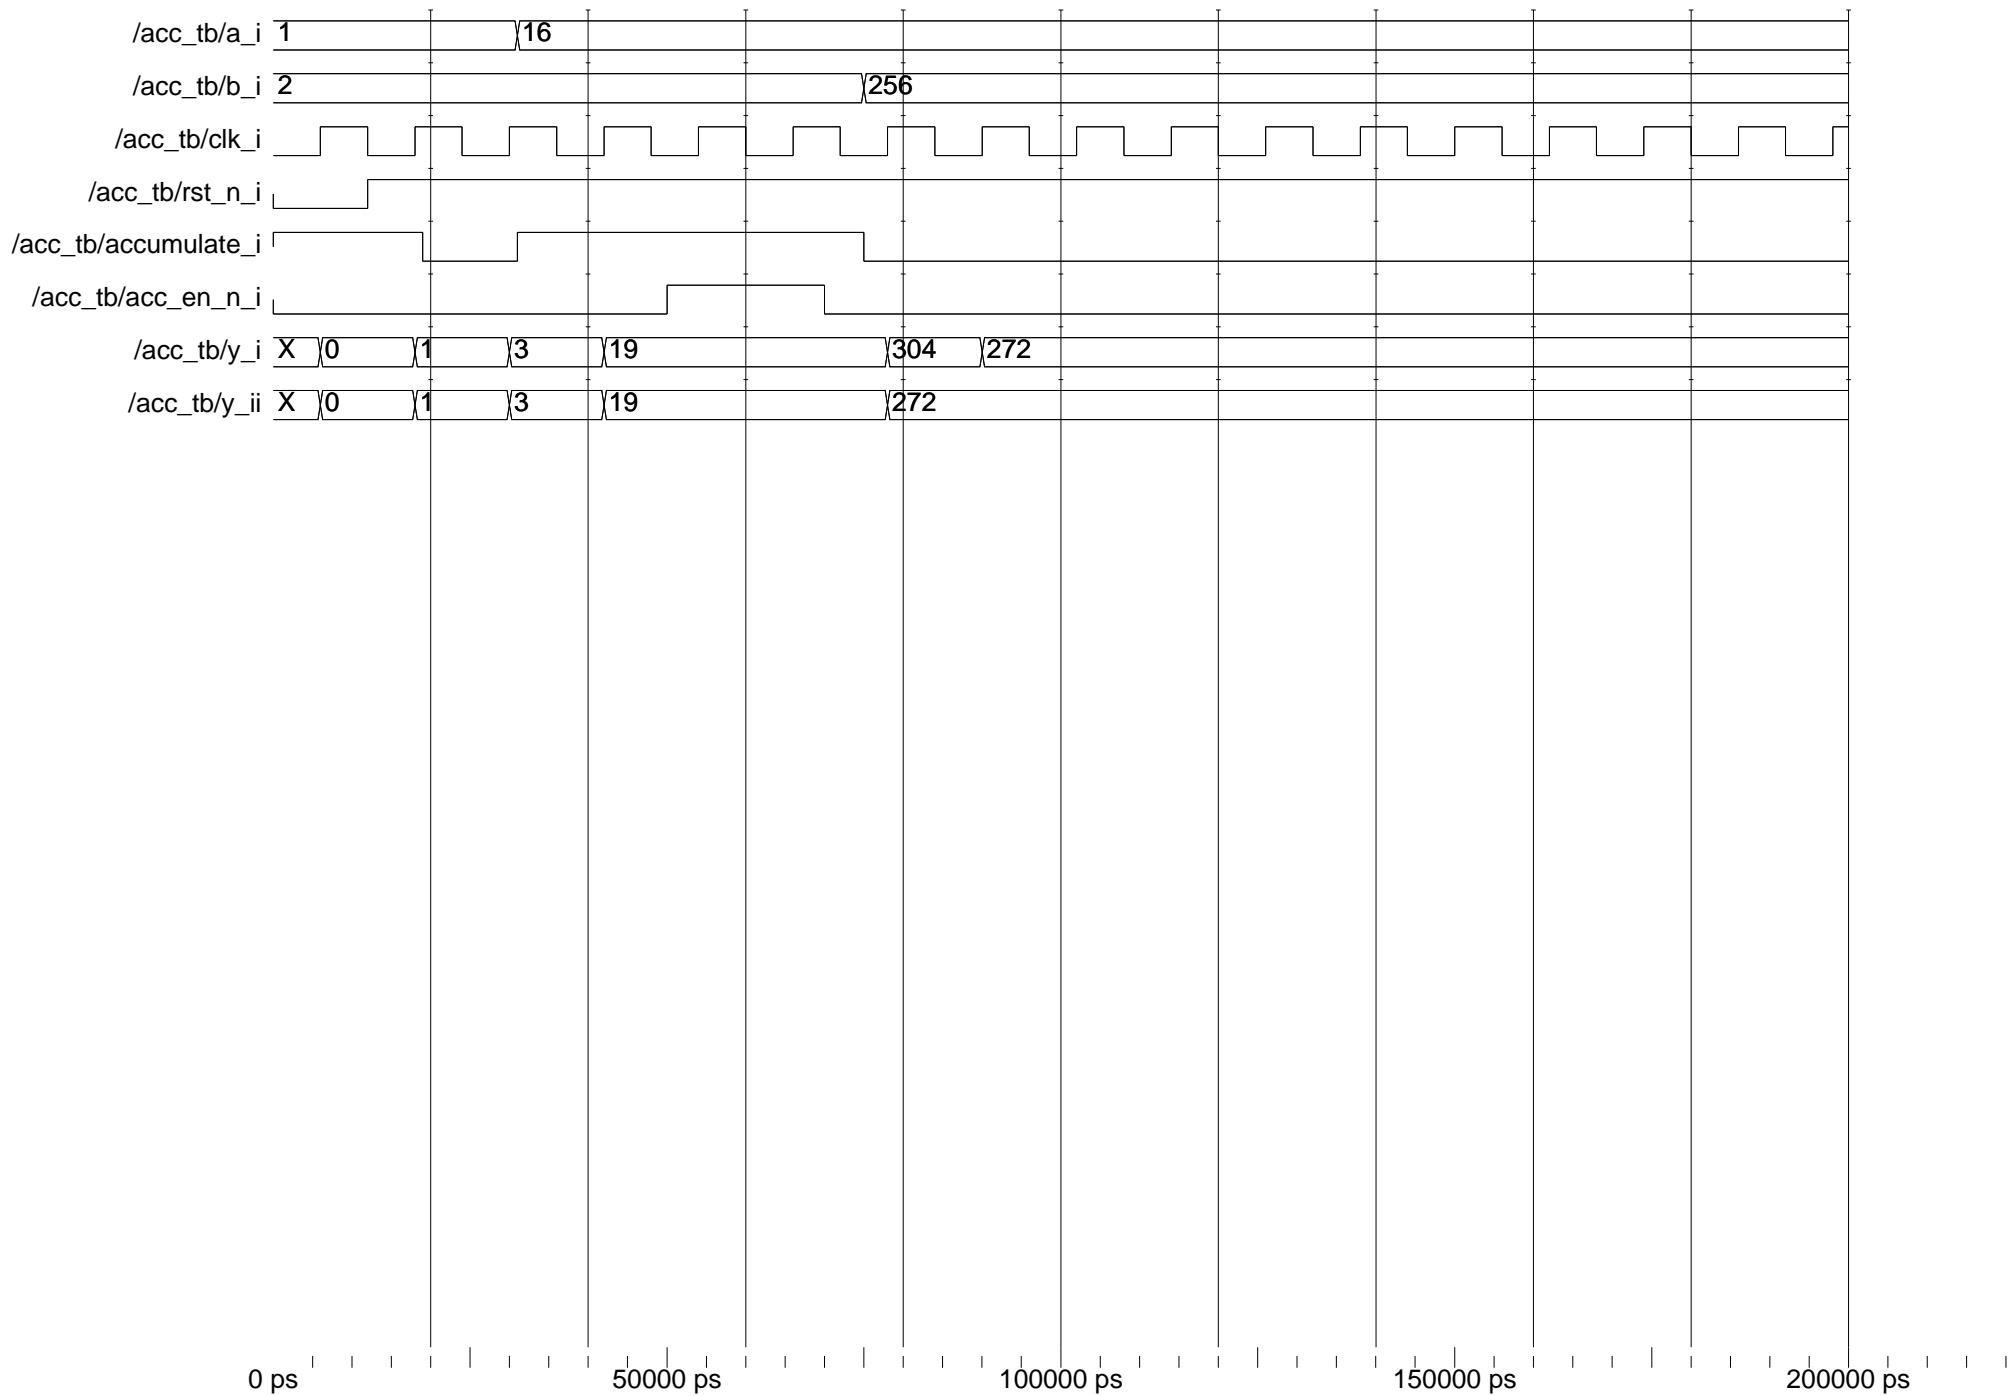 /acc_tb/a_i 1 16
/acc_tb/b_i 2 256
/acc_tb/clk_i
/acc_tb/rst_n_i
/acc_tb/accumulate_i
/acc_tb/acc_en_n_i
/acc_tb/y_i X 0 1 3 19 304 272
/acc_tb/y_ii X 0 1 3 19 272
0 ps 50000 ps 100000 ps 150000 ps 200000 ps